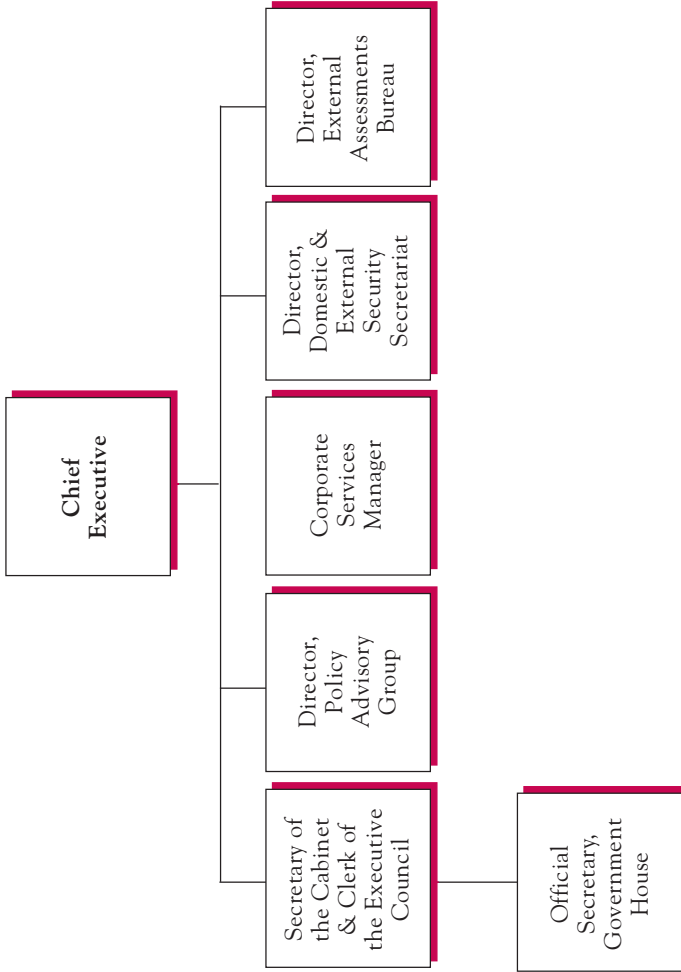 Chief
Executive
Secretary of
the Cabinet
& Clerk of
the Executive
Council
Director,
Policy
Advisory
Group
Corporate
Services
Manager
Director,
Domestic &
External
Security
Secretariat
Director,
External
Assessments
Bureau
Official
Secretary,
Government
House